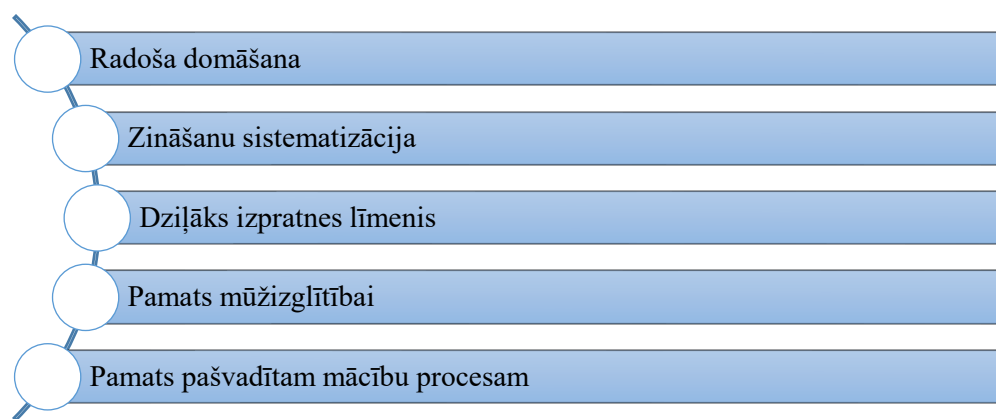 Radoša domāšana
Zināšanu sistematizācija
Dziļāks izpratnes līmenis
Pamats mūžizglītībai
Pamats pašvadītam mācību procesam